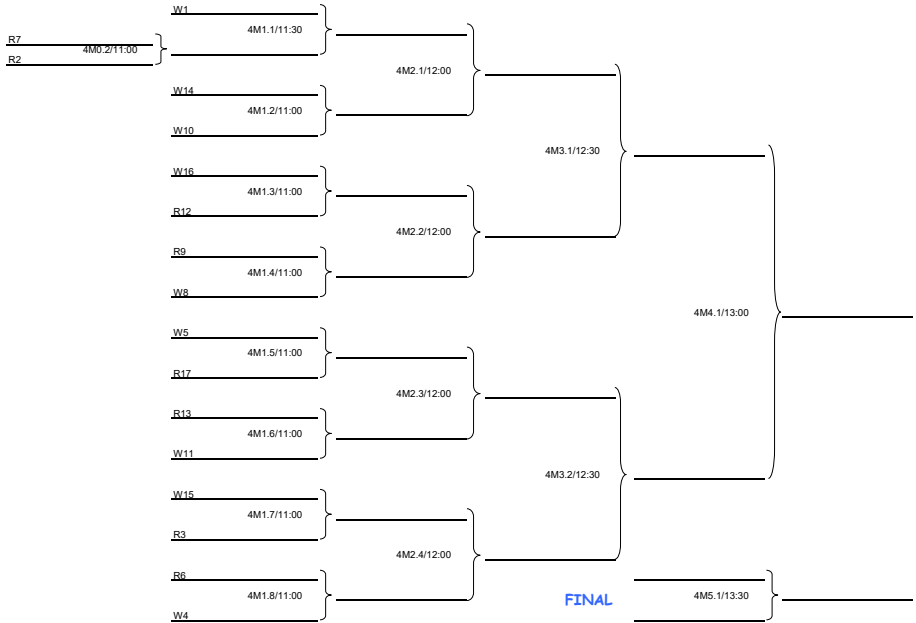 W1
4M1.1/11:30
R7
4M0.2/11:00
R2
4M2.1/12:00
W14
4M1.2/11:00
W10
4M3.1/12:30
W16
4M1.3/11:00
R12
4M2.2/12:00
R9
4M1.4/11:00
W8
4M4.1/13:00
W5
4M1.5/11:00
R17
4M2.3/12:00
R13
4M1.6/11:00
W11
4M3.2/12:30
W15
4M1.7/11:00
R3
4M2.4/12:00
R6
4M1.8/11:00
W4
FINAL
4M5.1/13:30